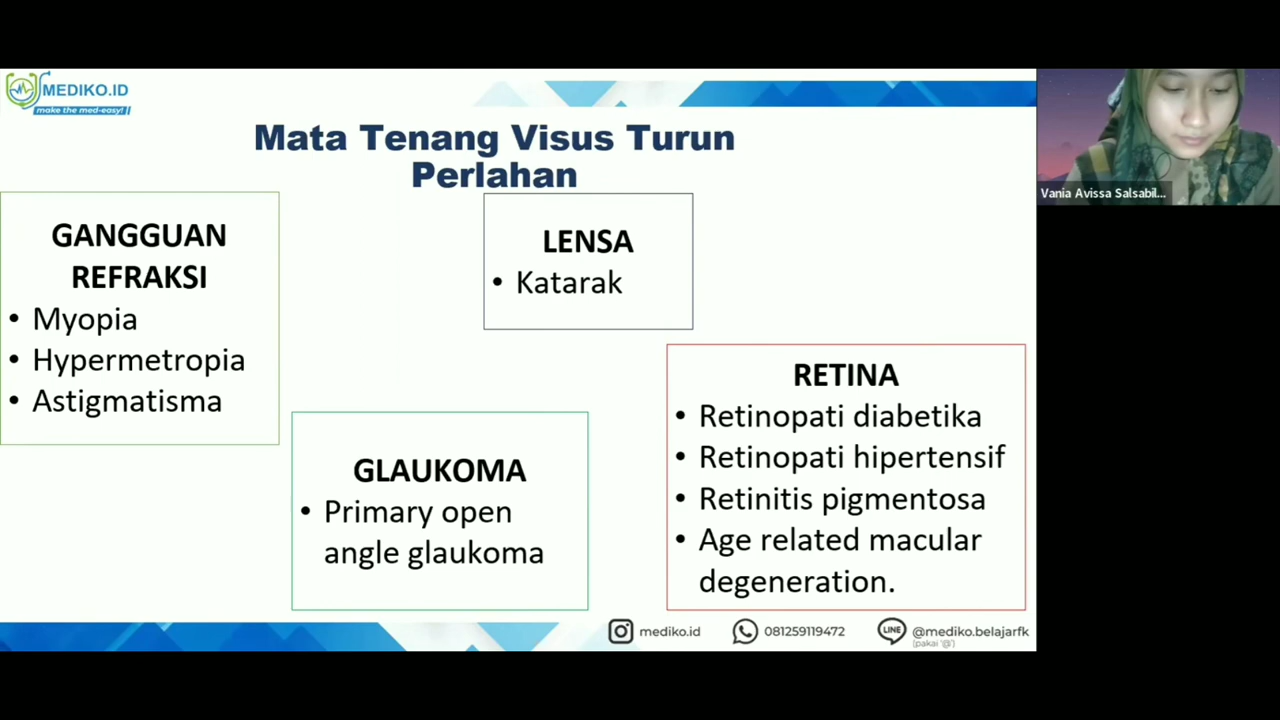 MEDIKO.ID
make the med-easy!
Mata Tenang Visus Turun
Perlahan
Vania Avissa Salsabil...
GANGGUAN
REFRAKSI
• Myopia
• Hypermetropia
• Astigmatisma
LENSA
• Katarak
GLAUKOMA
• Primary open
angle glaukoma
RETINA
• Retinopati diabetika
• Retinopati hipertensif
• Retinitis pigmentosa
• Age related macular
degeneration.
mediko.id
081259119472
LINE
@mediko.belajarfk
(pakai '@')